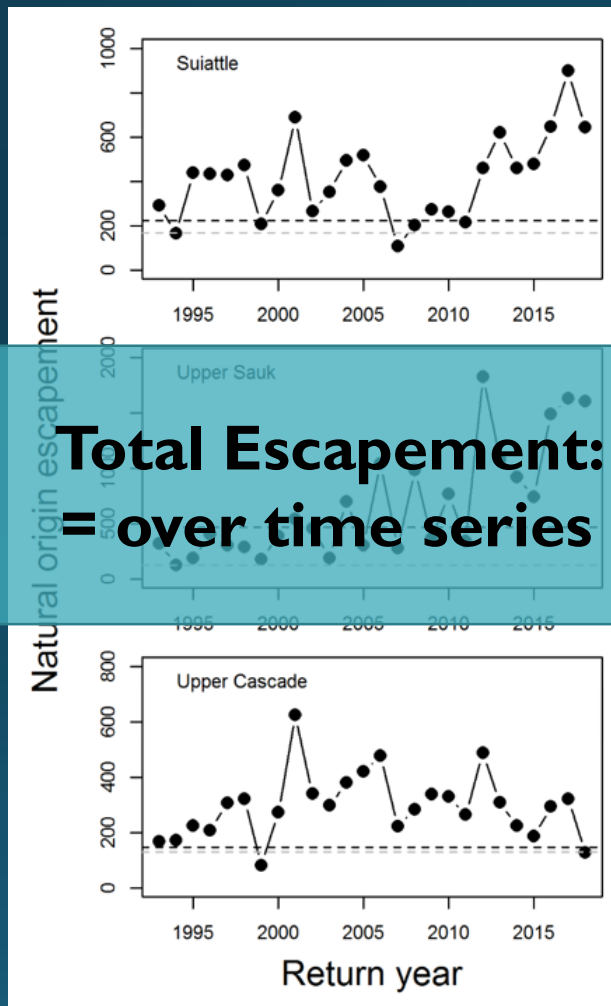 Natural origin escapement
Suiattle
1000
600
200
0
1995 2000 2005 2010 2015
Upper Sauk
2000
1000
500
0
Total Escapement:
= over time series
1995 2000 2005 2010 2015
Upper Cascade
800
600
400
200
0
1995 2000 2005 2010 2015
Return year